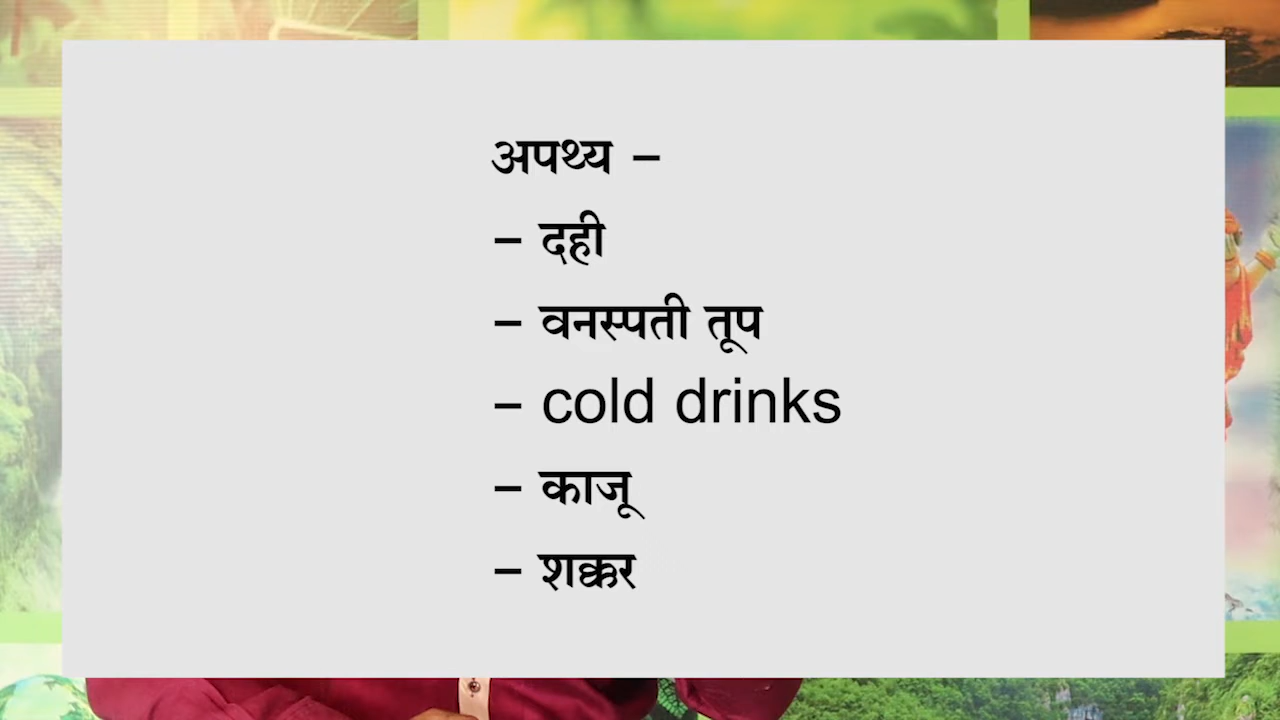 अपथ्य –
– दही
– वनस्पती तूप
– cold drinks
– काजू
– शक्कर